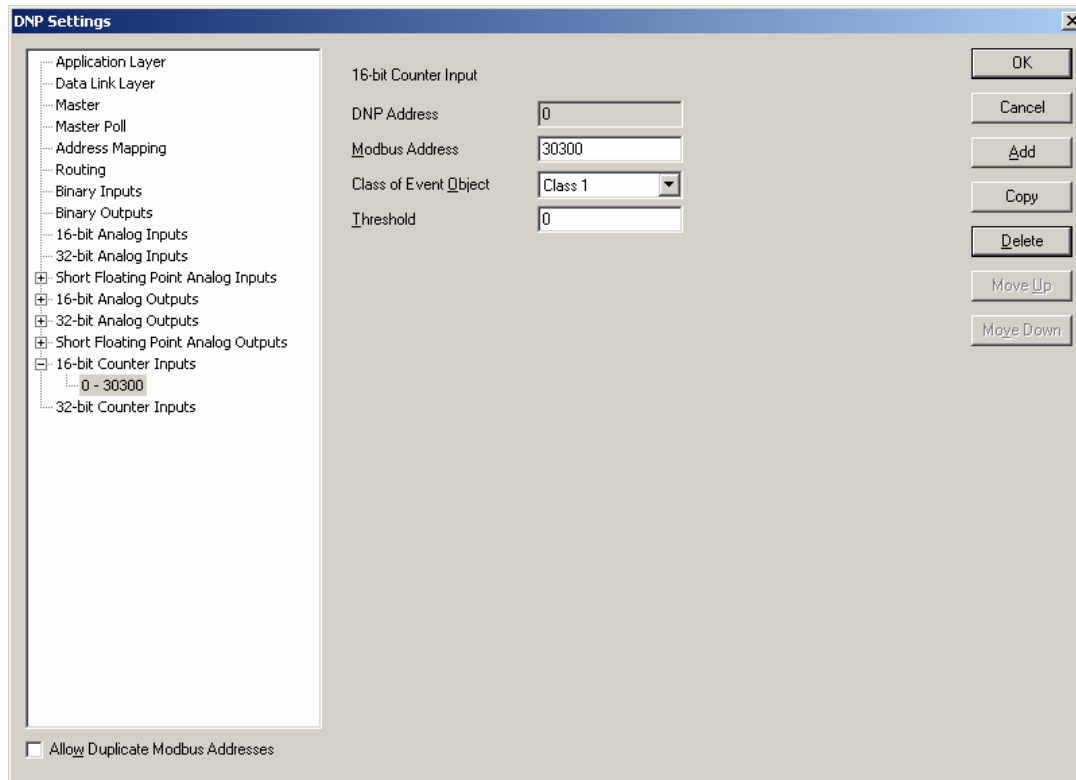 DNP Settings
Application Layer
Data Link Layer
Master
Master Poll
Address Mapping
Routing
Binary Inputs
Binary Outputs
16-bit Analog Inputs
32-bit Analog Inputs
Short Floating Point Analog Inputs
16-bit Analog Outputs
32-bit Analog Outputs
Short Floating Point Analog Outputs
16-bit Counter Inputs
0 - 30300
32-bit Counter Inputs
Allow Duplicate Modbus Addresses
16-bit Counter Input
DNP Address 0
Modbus Address 30300
Class of Event Object Class 1
Threshold 0
OK
Cancel
Add
Copy
Delete
Move Up
Move Down